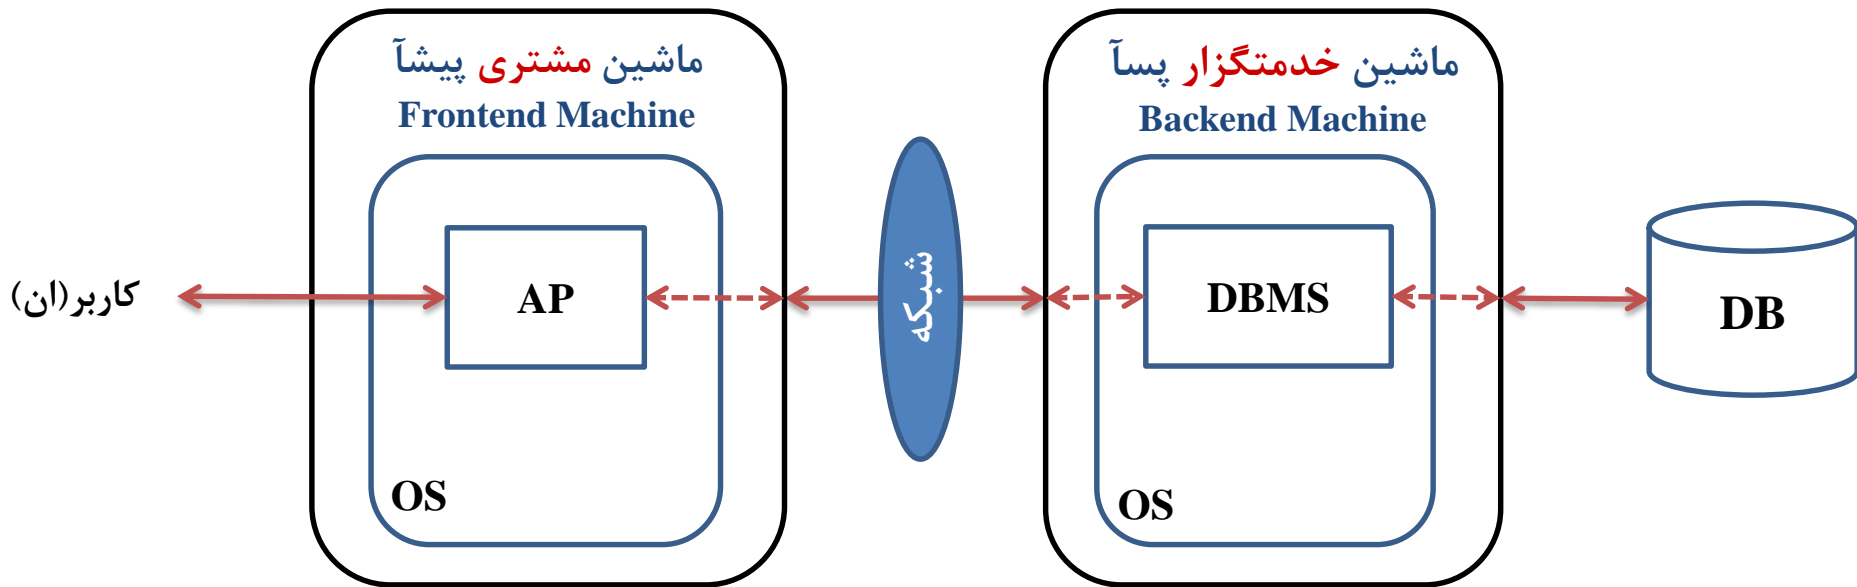 ماشین مشتری پیشآ
Frontend Machine
ماشین خدمتگزار پسآ
Backend Machine
کاربر(ان)
AP
شبکه
DBMS
DB
OS
OS